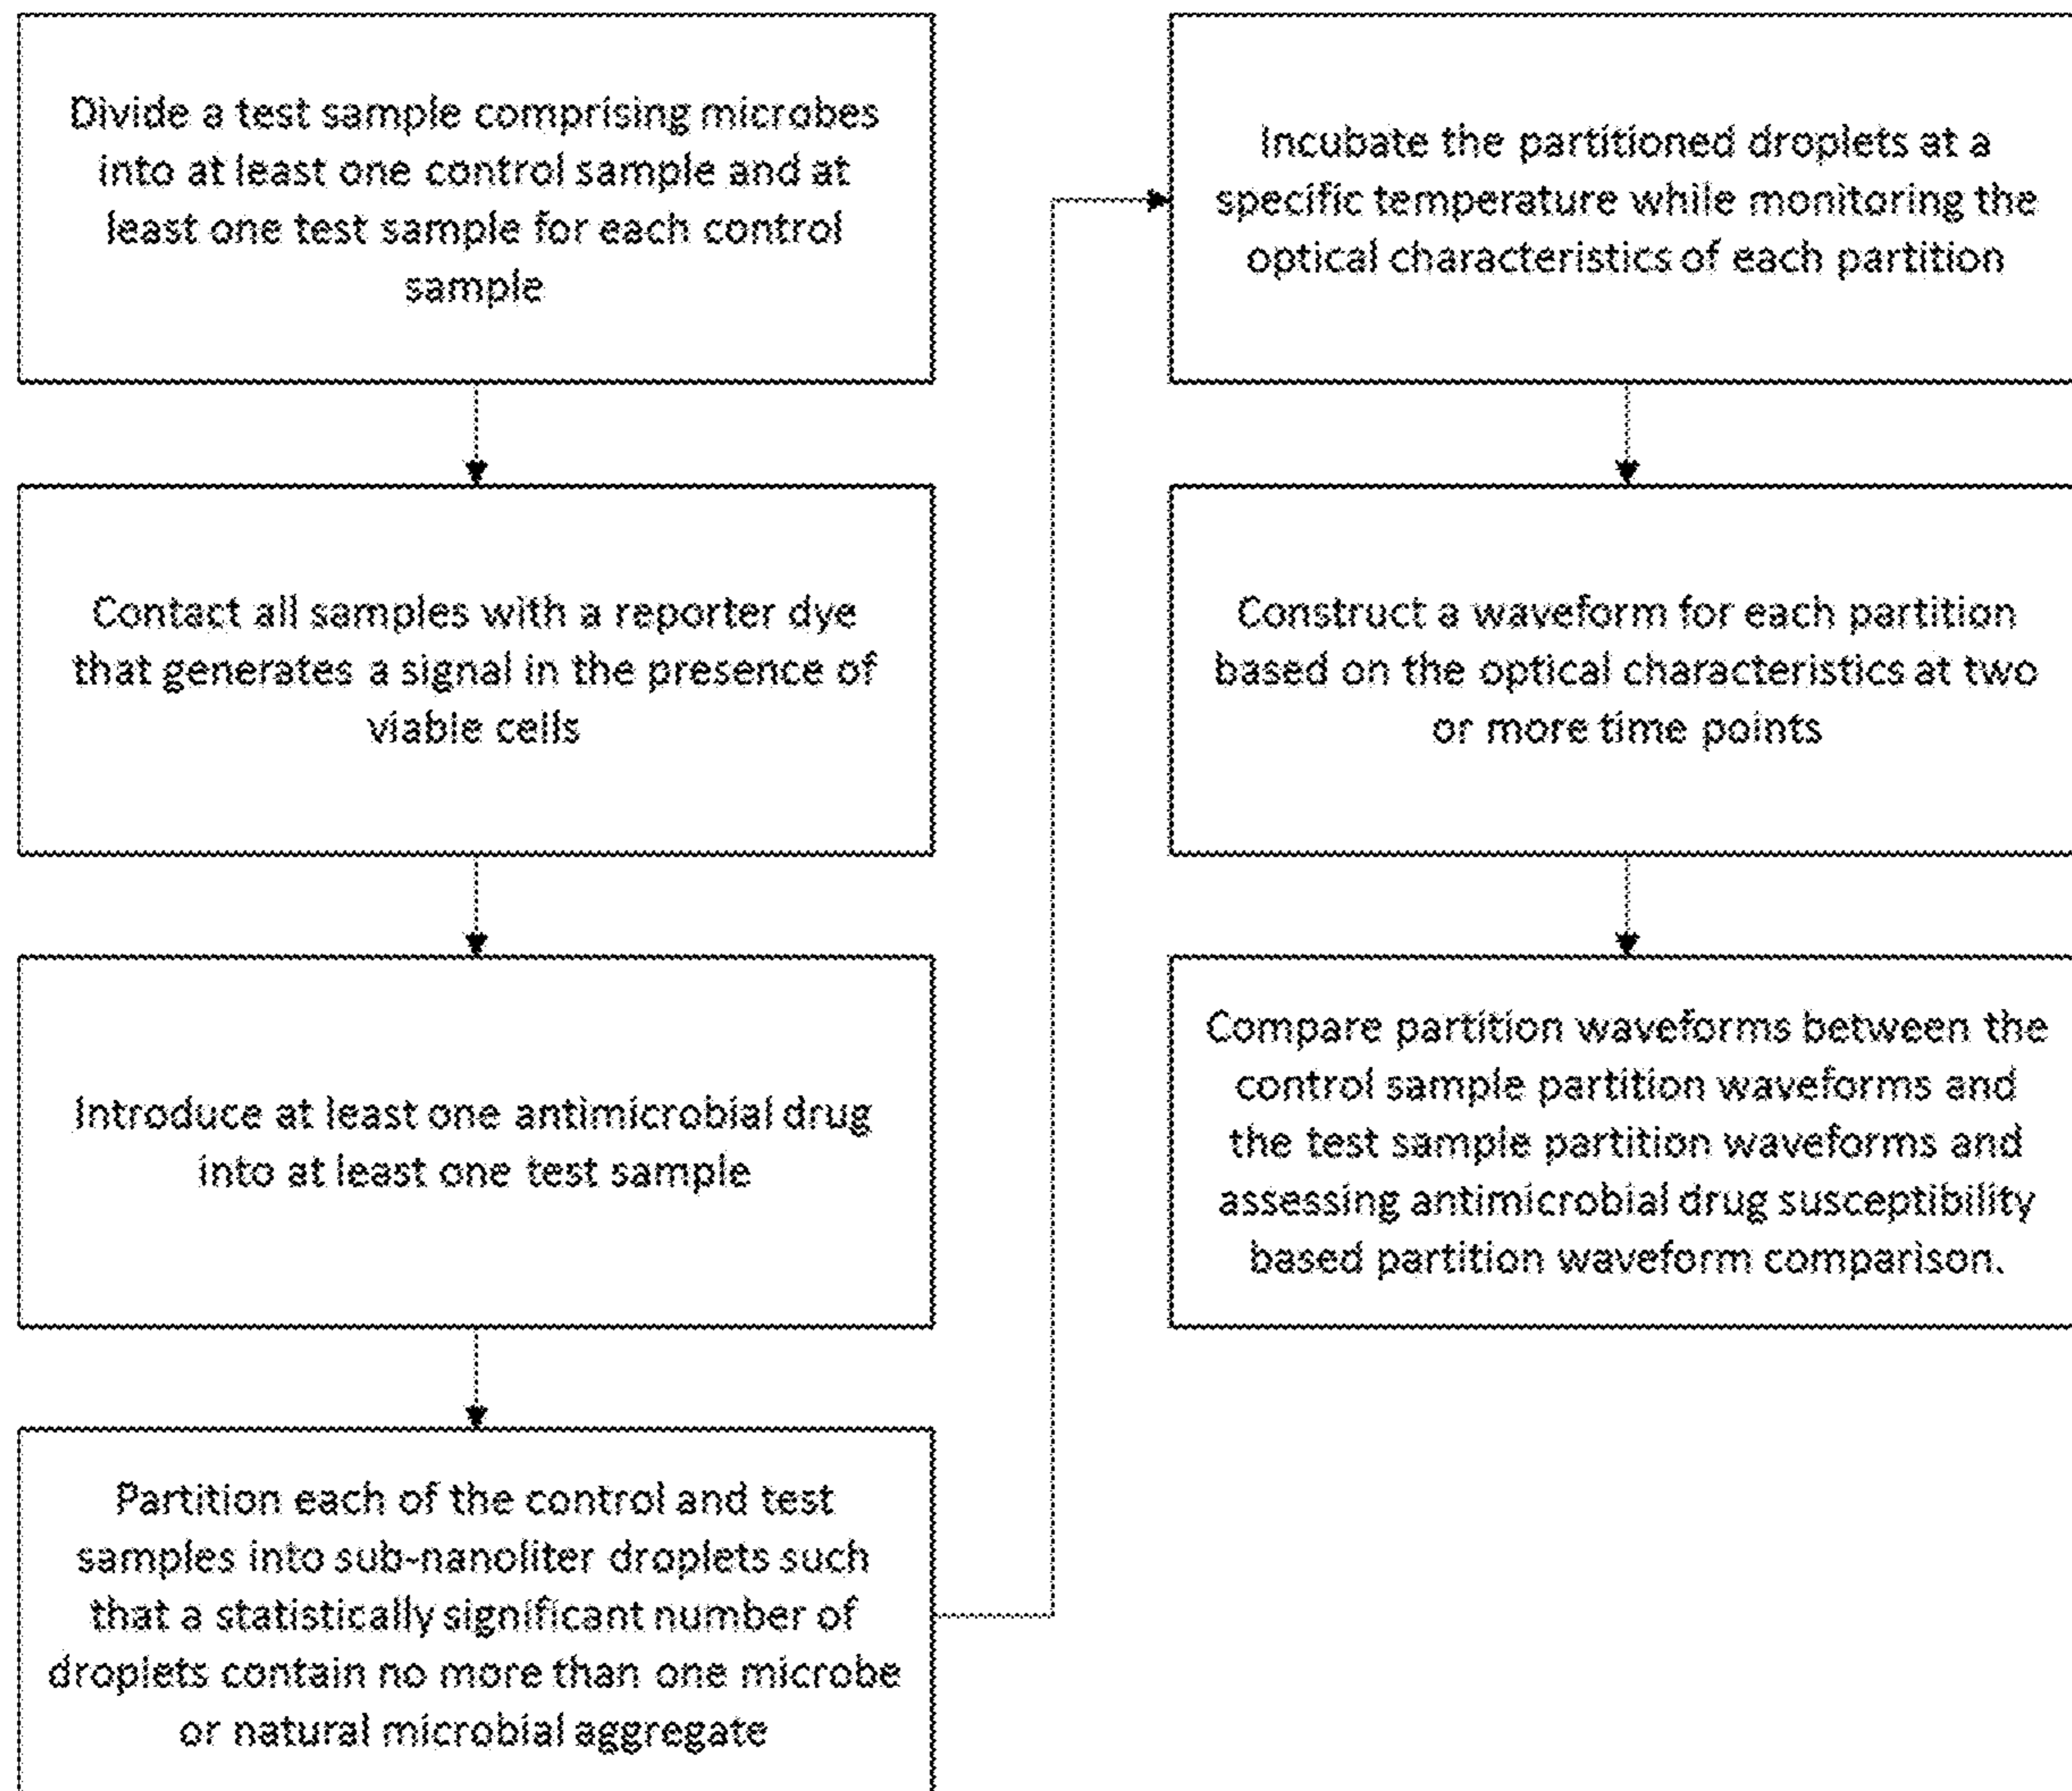 Divide a test sample comprising microbes
into at least one control sample and at
least one test sample for each control
sample
Contact all samples with a reporter dye
that generates a signal in the presence of
viable cells
Introduce at least one antimicrobial drug
into at least one test sample
Partition each of the control and test
samples into sub-nanoliter droplets such
that a statistically significant number of
droplets contain no more than one microbe
or natural microbial aggregate
Incubate the partitioned droplets at a
specific temperature while monitoring the
optical characteristics of each partition
Construct a waveform for each partition
based on the optical characteristics at two
or more time points
Compare partition waveforms between the
control sample partition waveforms and
the test sample partition waveforms and
assessing antimicrobial drug susceptibility
based partition waveform comparison.